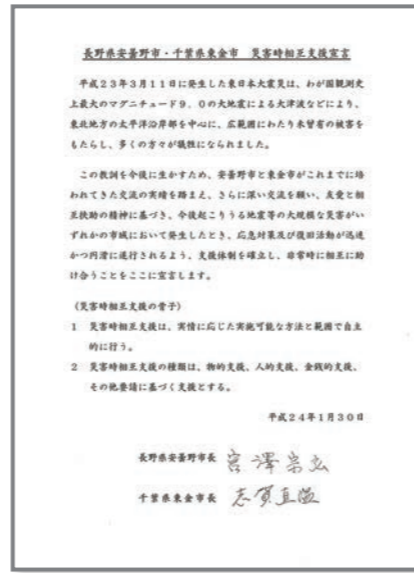 長野県安曇野市・千葉県東金市　災害時相互支援宣言
平成２３年３月１１日に発生した東日本大震災は、わが国観測史
上最大のマグニチュード９．０の大地震による大津波などにより、
東北地方の太平洋沿岸部を中心に、広範囲にわたり未曾有の被害を
もたらし、多くの方々が犠牲になられました。
この教訓を今後に生かすため、安曇野市と東金市がこれまでに培
われてきた交流の実績を踏まえ、さらに深い交流を願い、友愛と相
互扶助の精神に基づき、今後起こりうる地震等の大規模な災害がい
ずれかの市域において発生したとき、応急対策及び復旧活動が迅速
かつ円滑に遂行されるよう、支援体制を確立し、非常時に相互に助
け合うことをここに宣言します。
（災害時相互支援の骨子）
１　災害時相互支援は、実情に応じた実施可能な方法と範囲で自主
的に行う。
２　災害時相互支援の種類は、物的支援、人的支援、金銭的支援、
その他要請に基づく支援とする。
平成２４年１月３０日
長野県安曇野市長　宮澤宗弘
千葉県東金市長　志賀直温